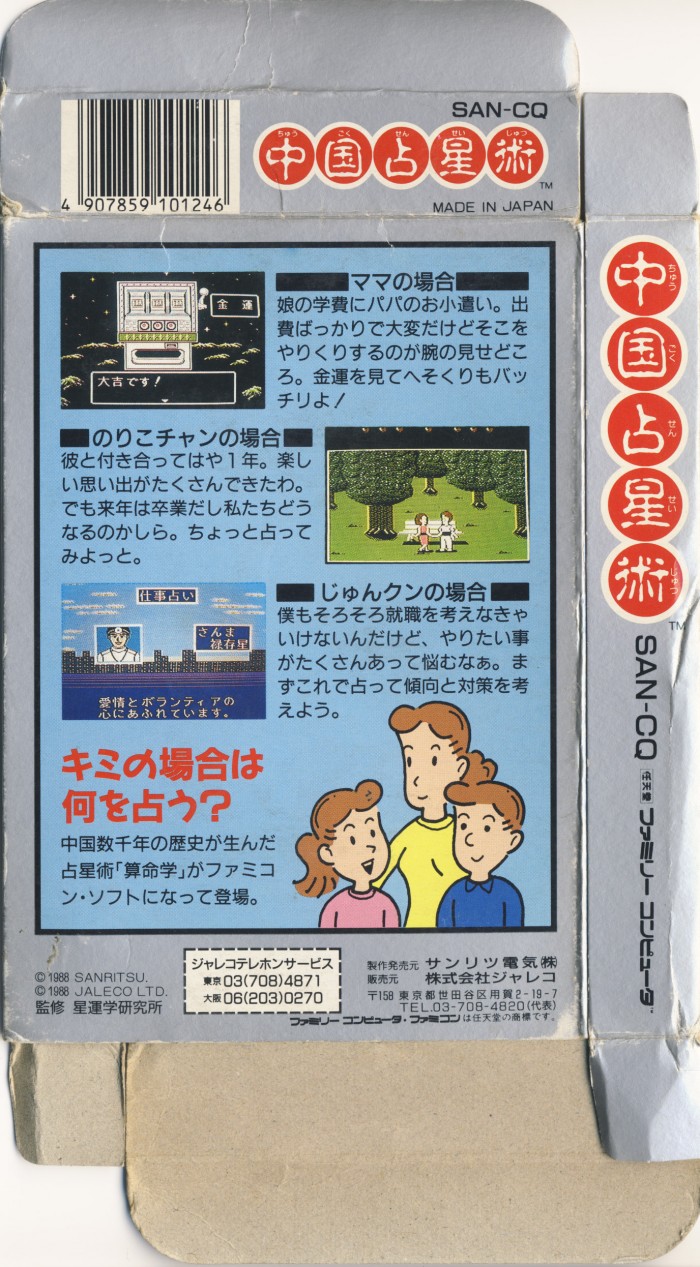 SAN-CQ
ちゅう こく せん せい じゅつ
中国占星術
TM
MADE IN JAPAN
4 907859 101246
ママの場合
娘の学費にパパのお小遣い。出
費ばっかりで大変だけどそこを
やりくりするのが腕の見せどこ
ろ。金運を見てへそくりもバッ
チリよ!
金運
大吉です!
のりこチャンの場合
彼と付き合ってはや1年。楽し
い思い出がたくさんできたわ。
でも来年は卒業だし私たちどう
なるのかしら。ちょっと占って
みよっと。
じゅんクンの場合
僕もそろそろ就職を考えなきゃ
いけないんだけど、やりたい事
がたくさんあって悩むなぁ。ま
ずこれで占って傾向と対策を考
えよう。
仕事占い
さんま
禄存星
愛情とボランティアの
心にあふれています。
キミの場合は
何を占う?
中国数千年の歴史が生んだ
占星術「算命学」がファミコ
ン・ソフトになって登場。
©1988 SANRITSU.
©1988 JALECO LTD.
監修 星運学研究所
ジャレコテレホンサービス
東京 03(708)4871
大阪 06(203)0270
製作発売元 サンリツ電気(株)
販売元 株式会社ジャレコ
〒158 東京都世田谷区用賀2-19-7
TEL.03-708-4820(代表)
ファミリーコンピュータ・ファミコンは任天堂の商標です。
ちゅう こく せん せい じゅつ
中国占星術
TM
SAN-CQ
任天堂 ファミリーコンピュータ
TM